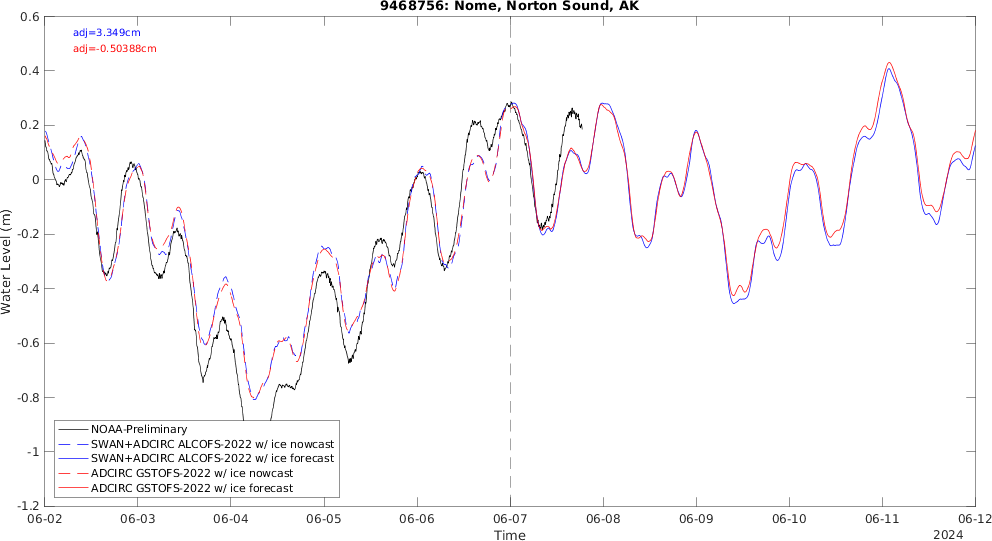 9468756: Nome, Norton Sound, AK
adj=3.349cm
adj=-0.50388cm
Water Level (m)
0.6
0.4
0.2
0
-0.2
-0.4
-0.6
-0.8
-1
-1.2
NOAA-Preliminary
SWAN+ADCIRC ALCOFS-2022 w/ ice nowcast
SWAN+ADCIRC ALCOFS-2022 w/ ice forecast
ADCIRC GSTOFS-2022 w/ ice nowcast
ADCIRC GSTOFS-2022 w/ ice forecast
06-02 06-03 06-04 06-05 06-06 06-07 06-08 06-09 06-10 06-11 06-12
Time
2024